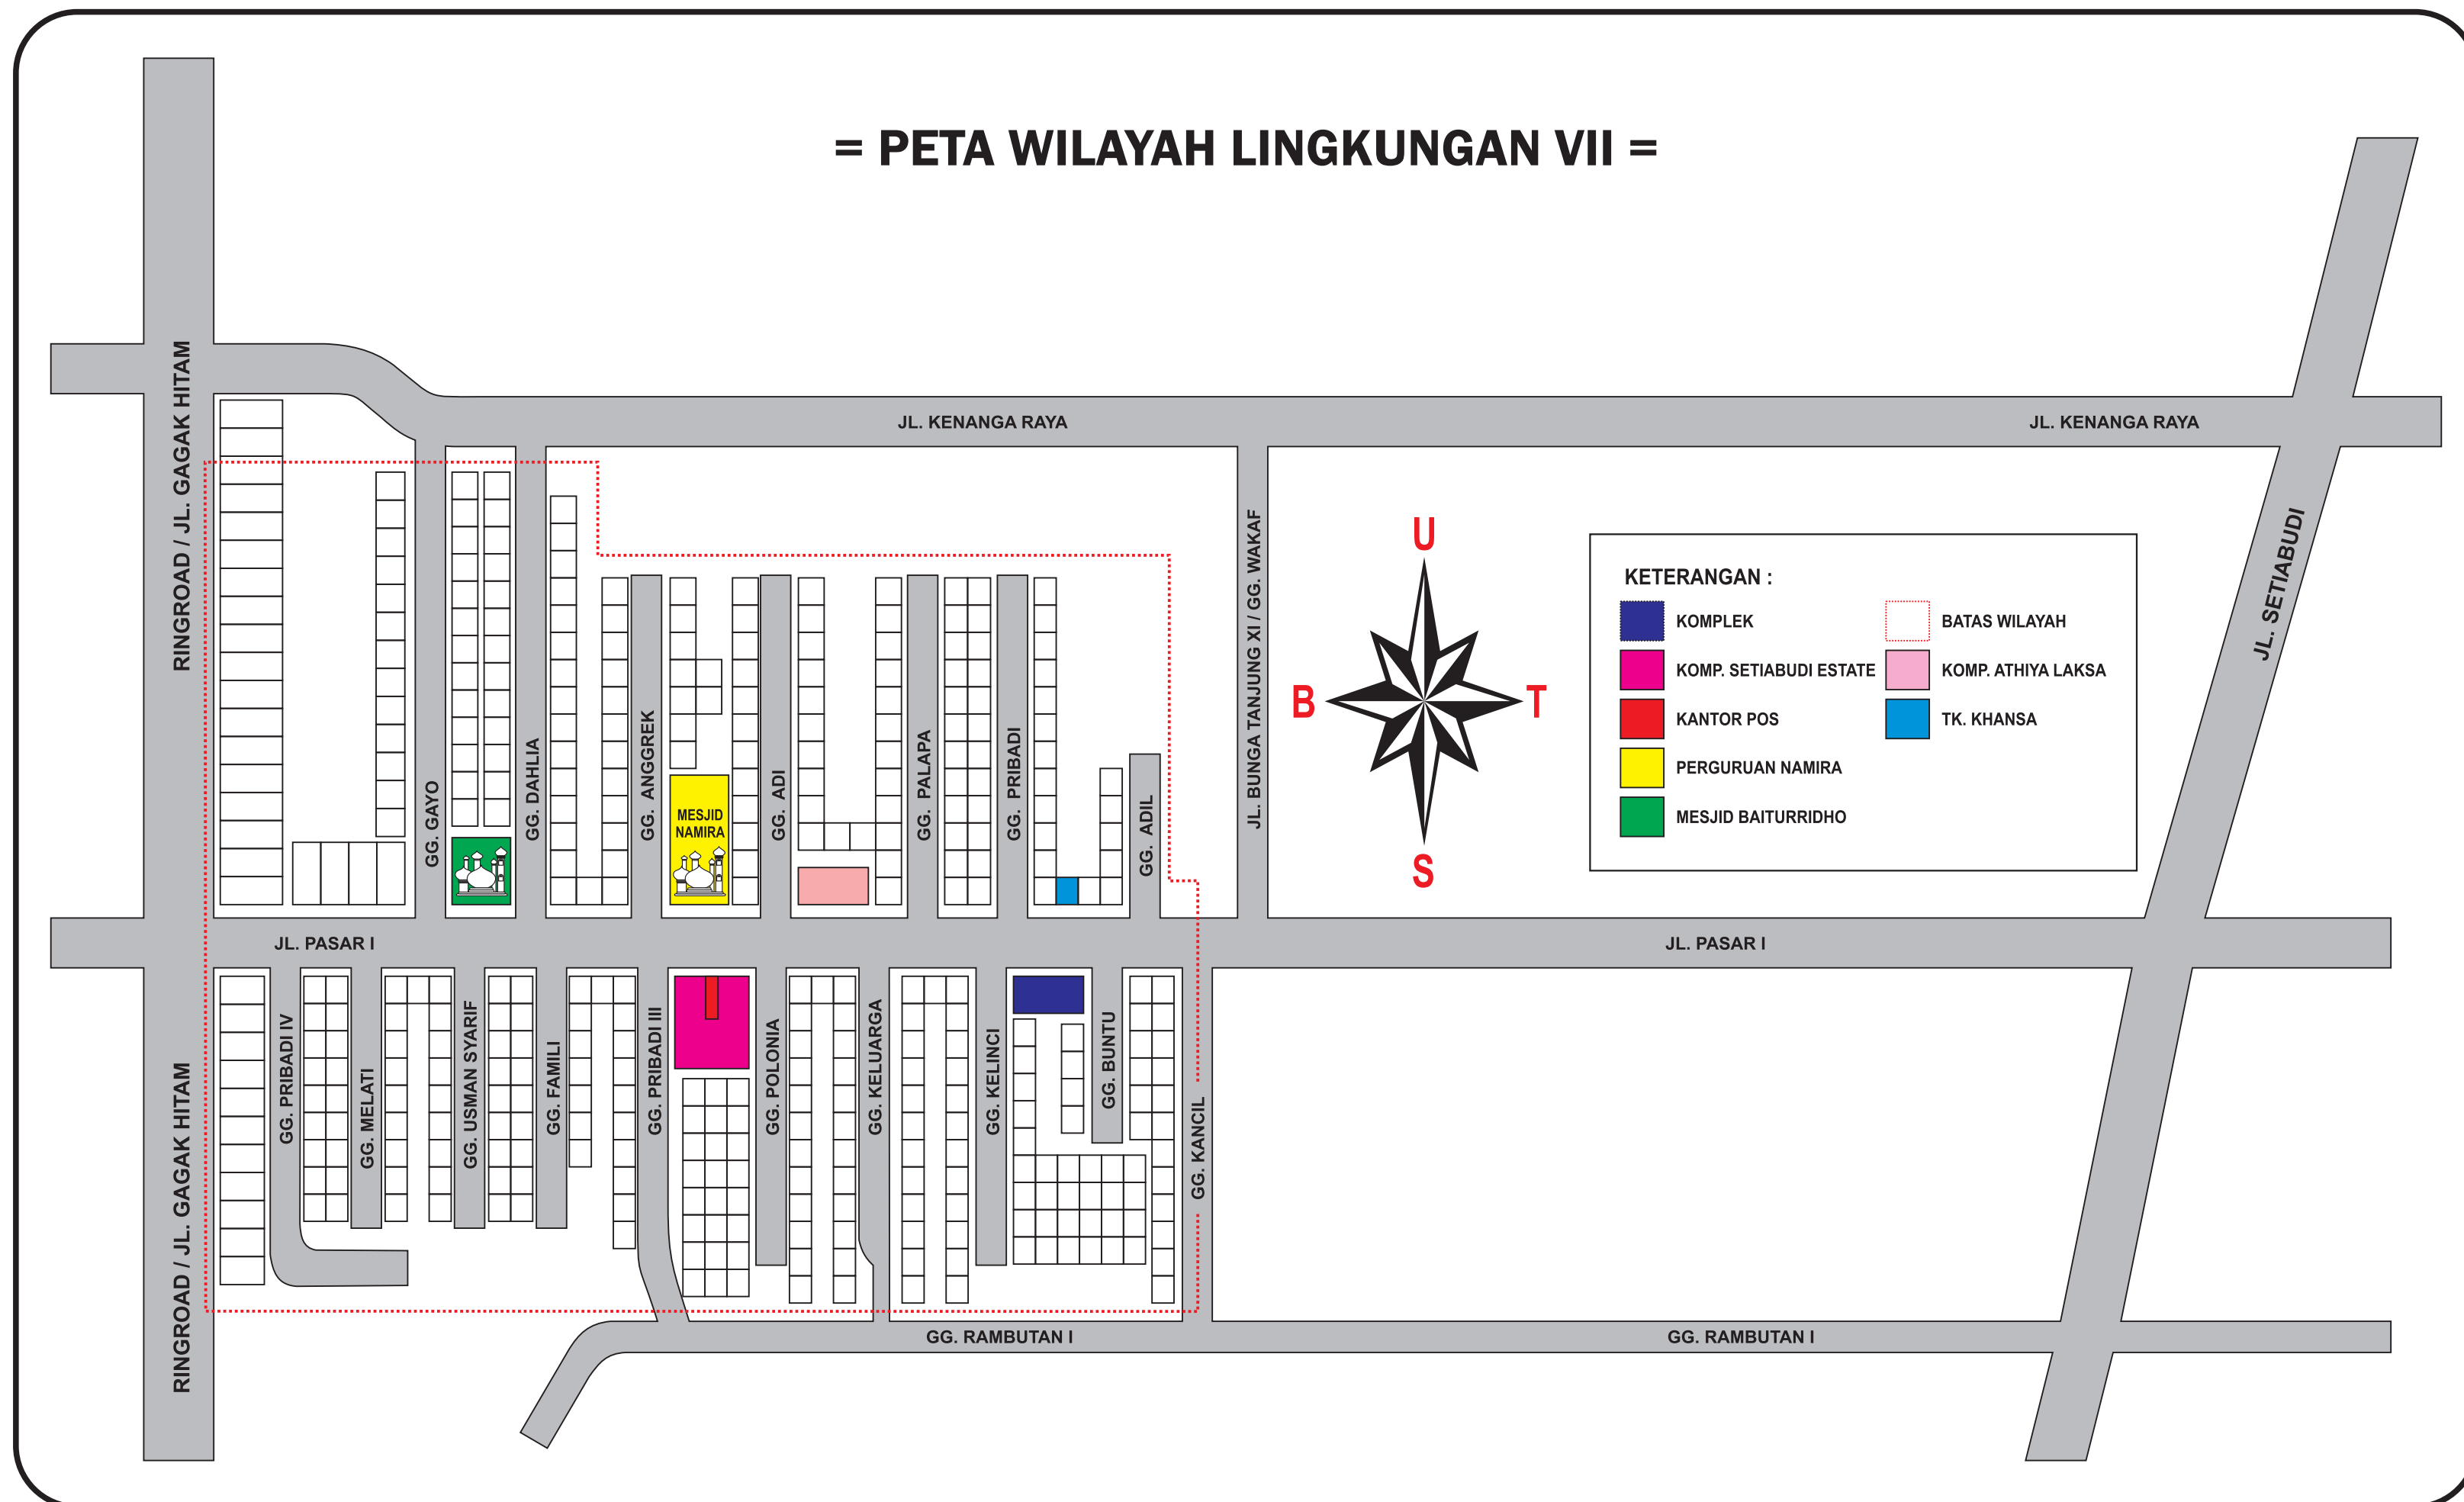 = PETA WILAYAH LINGKUNGAN VII =
RINGROAD / JL. GAGAK HITAM
JL. KENANGA RAYA
JL. KENANGA RAYA
JL. SETIABUDI
JL. BUNGA TANJUNG XI / GG. WAKAF
U
B
T
S
KETERANGAN :
KOMPLEK
KOMP. SETIABUDI ESTATE
KANTOR POS
PERGURUAN NAMIRA
MESJID BAITURRIDHO
BATAS WILAYAH
KOMP. ATHIYA LAKSA
TK. KHANSA
GG. GAYO
GG. DAHLIA
GG. ANGGREK
MESJID
NAMIRA
GG. ADI
GG. PALAPA
GG. PRIBADI
GG. ADIL
JL. PASAR I
JL. PASAR I
RINGROAD / JL. GAGAK HITAM
GG. PRIBADI IV
GG. MELATI
GG. USMAN SYARIF
GG. FAMILI
GG. PRIBADI III
GG. POLONIA
GG. KELUARGA
GG. KELINCI
GG. BUNTU
GG. KANCIL
GG. RAMBUTAN I
GG. RAMBUTAN I